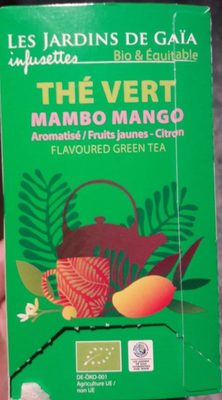 LES JARDINS DE GAÏA
infusettes
Bio & Équitable
THÉ VERT
MAMBO MANGO
Aromatisé / Fruits jaunes - Citron
FLAVOURED GREEN TEA
DE-ÖKO-001
Agriculture UE /
non UE